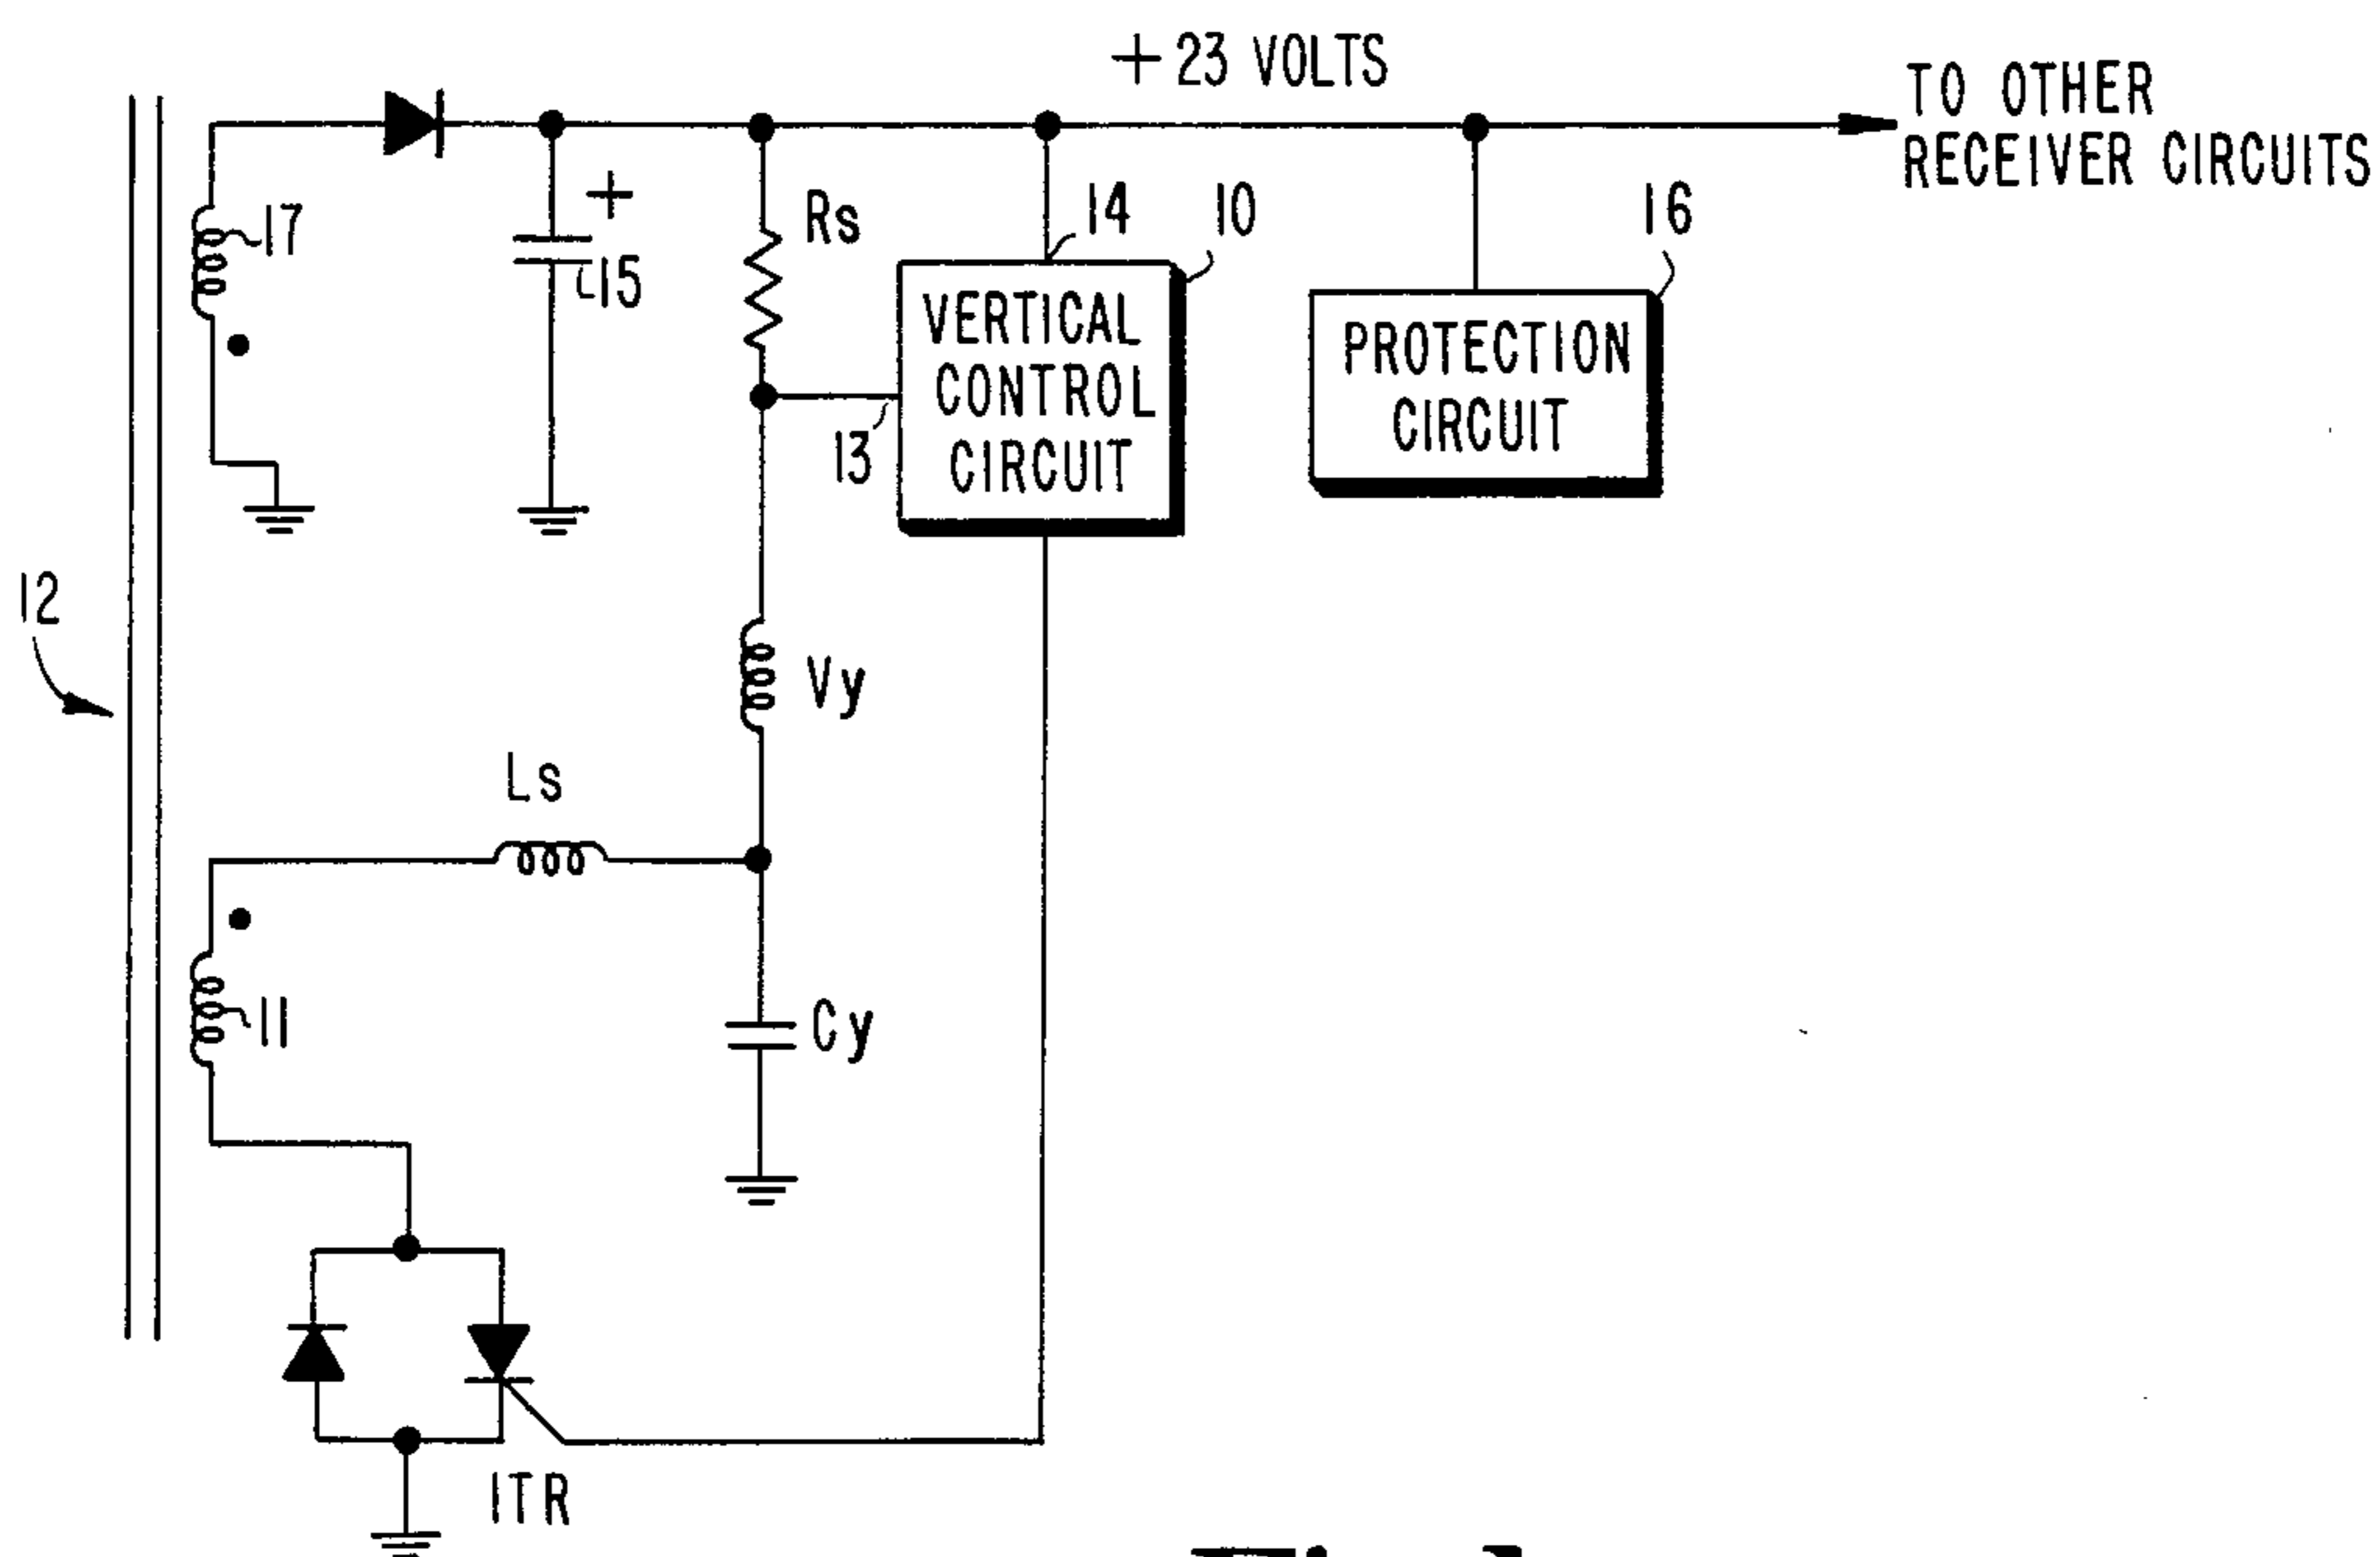 +23 VOLTS
TO OTHER
RECEIVER CIRCUITS
17
+
15
Rs
14
10
16
VERTICAL
CONTROL
CIRCUIT
PROTECTION
CIRCUIT
13
12
Vy
Ls
11
Cy
ITR